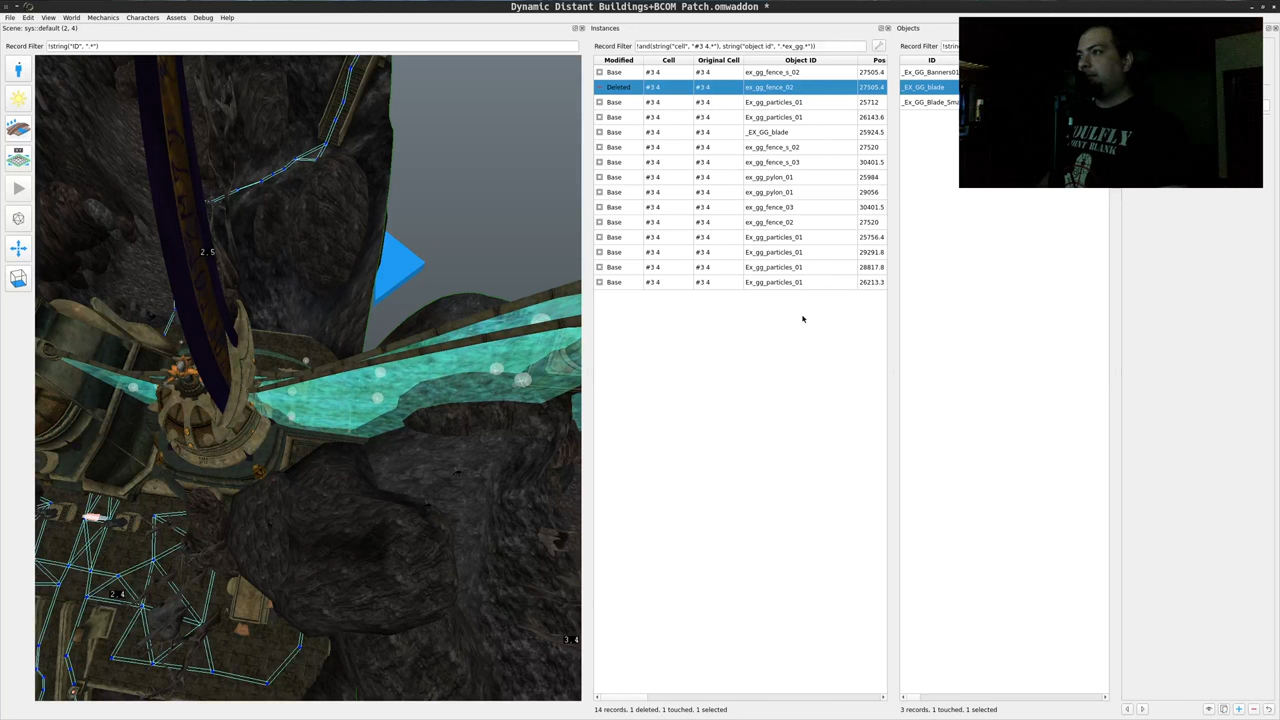 Dynamic Distant Buildings+BCOM Patch.omwaddon *
File Edit View World Mechanics Characters Assets Debug Help
Scene: sys::default (2, 4)
Record Filter !string("ID", ".*")
2, 5
2, 4
3, 4
Instances
Record Filter !and(string("cell", "#3 4.*"), string("object id", ".*ex_gg.*"))
Modified Cell Original Cell Object ID Pos
Base #3 4 #3 4 ex_gg_fence_s_02 27505.4
Deleted #3 4 #3 4 ex_gg_fence_02 27505.4
Base #3 4 #3 4 Ex_gg_particles_01 25712
Base #3 4 #3 4 Ex_gg_particles_01 26143.6
Base #3 4 #3 4 _EX_GG_blade 25924.5
Base #3 4 #3 4 ex_gg_fence_s_02 27520
Base #3 4 #3 4 ex_gg_fence_s_03 30401.5
Base #3 4 #3 4 ex_gg_pylon_01 25984
Base #3 4 #3 4 ex_gg_pylon_01 29056
Base #3 4 #3 4 ex_gg_fence_03 30401.5
Base #3 4 #3 4 ex_gg_fence_02 27520
Base #3 4 #3 4 Ex_gg_particles_01 25756.4
Base #3 4 #3 4 Ex_gg_particles_01 29291.8
Base #3 4 #3 4 Ex_gg_particles_01 28817.8
Base #3 4 #3 4 Ex_gg_particles_01 26213.3
14 records, 1 deleted, 1 touched, 1 selected
Objects
Record Filter !strin
ID
_Ex_GG_Banners01
_EX_GG_blade
_Ex_GG_Blade_Sma
3 records, 1 touched, 1 selected
OULFLY
OINT BLANK